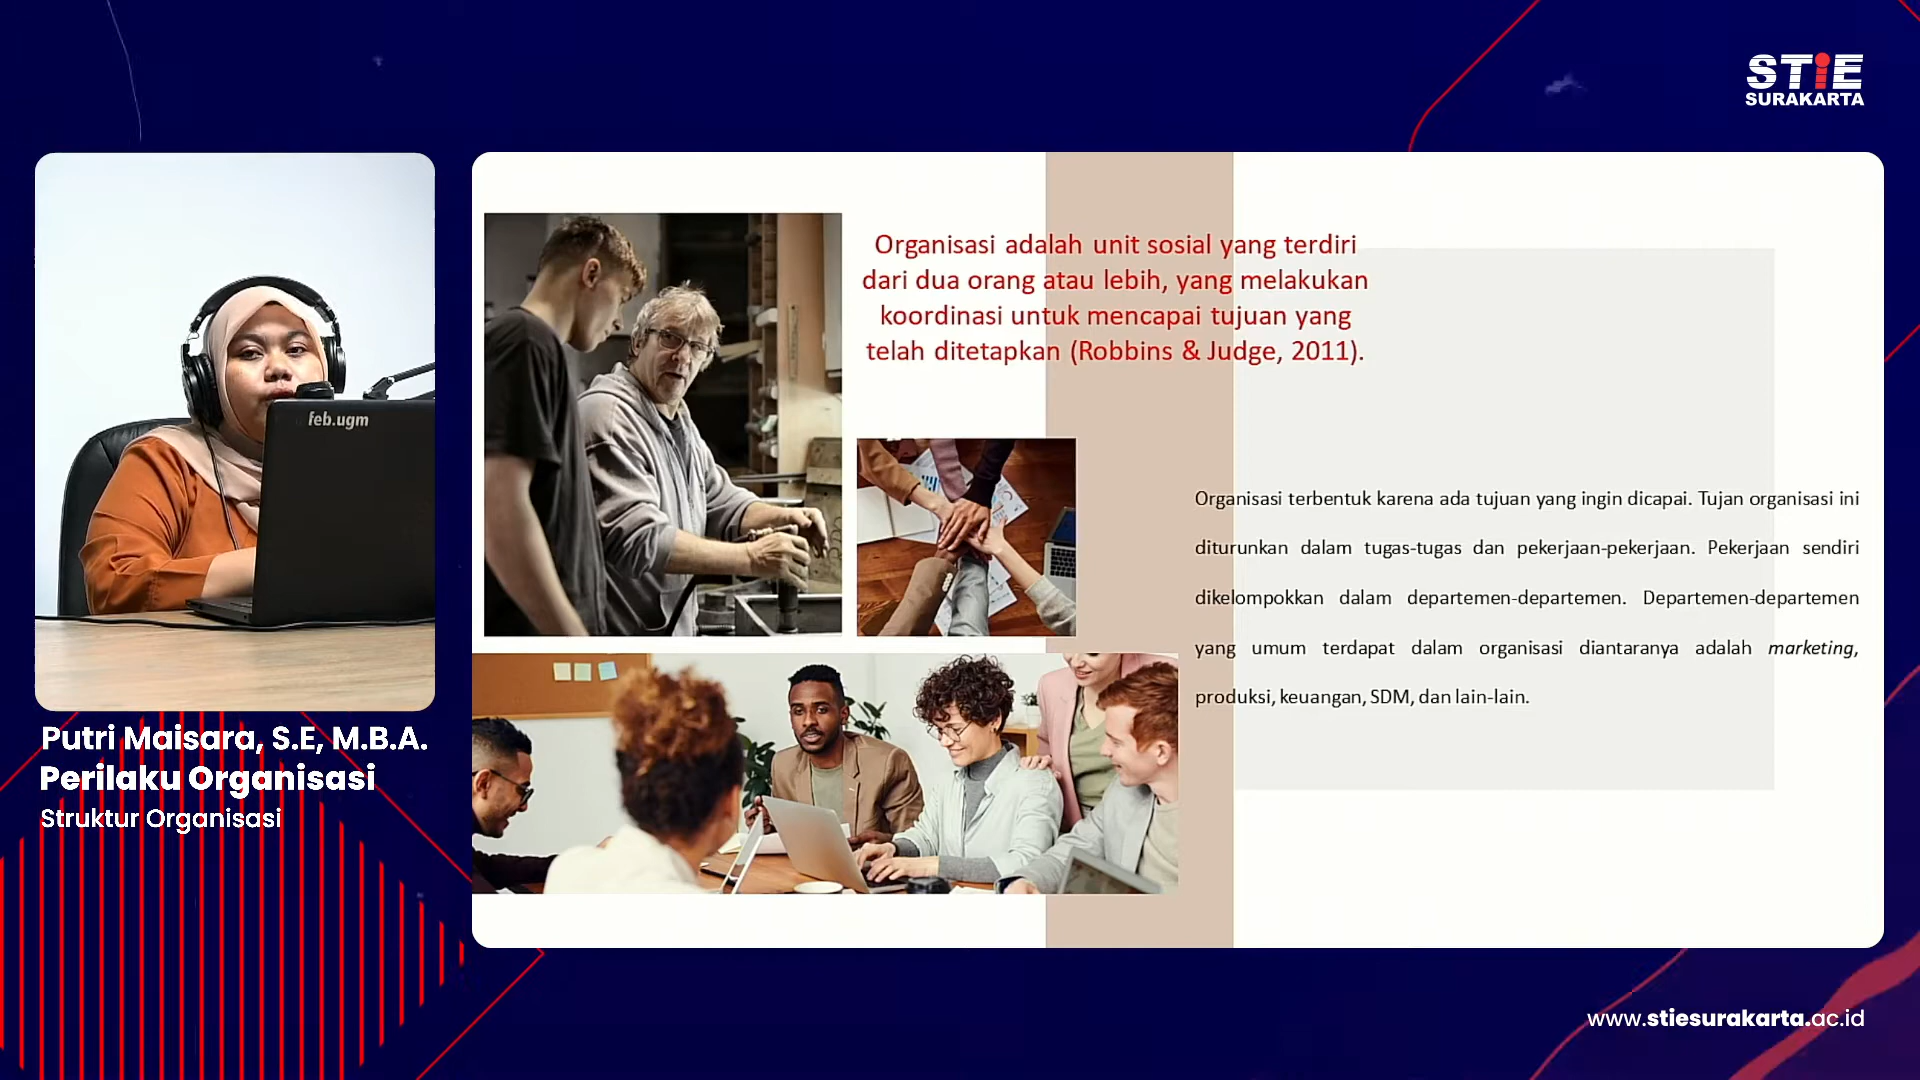 STiE
SURAKARTA
feb.ugm
Putri Maisara, S.E, M.B.A.
Perilaku Organisasi
Struktur Organisasi
Organisasi adalah unit sosial yang terdiri
dari dua orang atau lebih, yang melakukan
koordinasi untuk mencapai tujuan yang
telah ditetapkan (Robbins & Judge, 2011).
Organisasi terbentuk karena ada tujuan yang ingin dicapai. Tujan organisasi ini
diturunkan dalam tugas-tugas dan pekerjaan-pekerjaan. Pekerjaan sendiri
dikelompokkan dalam departemen-departemen. Departemen-departemen
yang umum terdapat dalam organisasi diantaranya adalah marketing,
produksi, keuangan, SDM, dan lain-lain.
www.stiesurakarta.ac.id